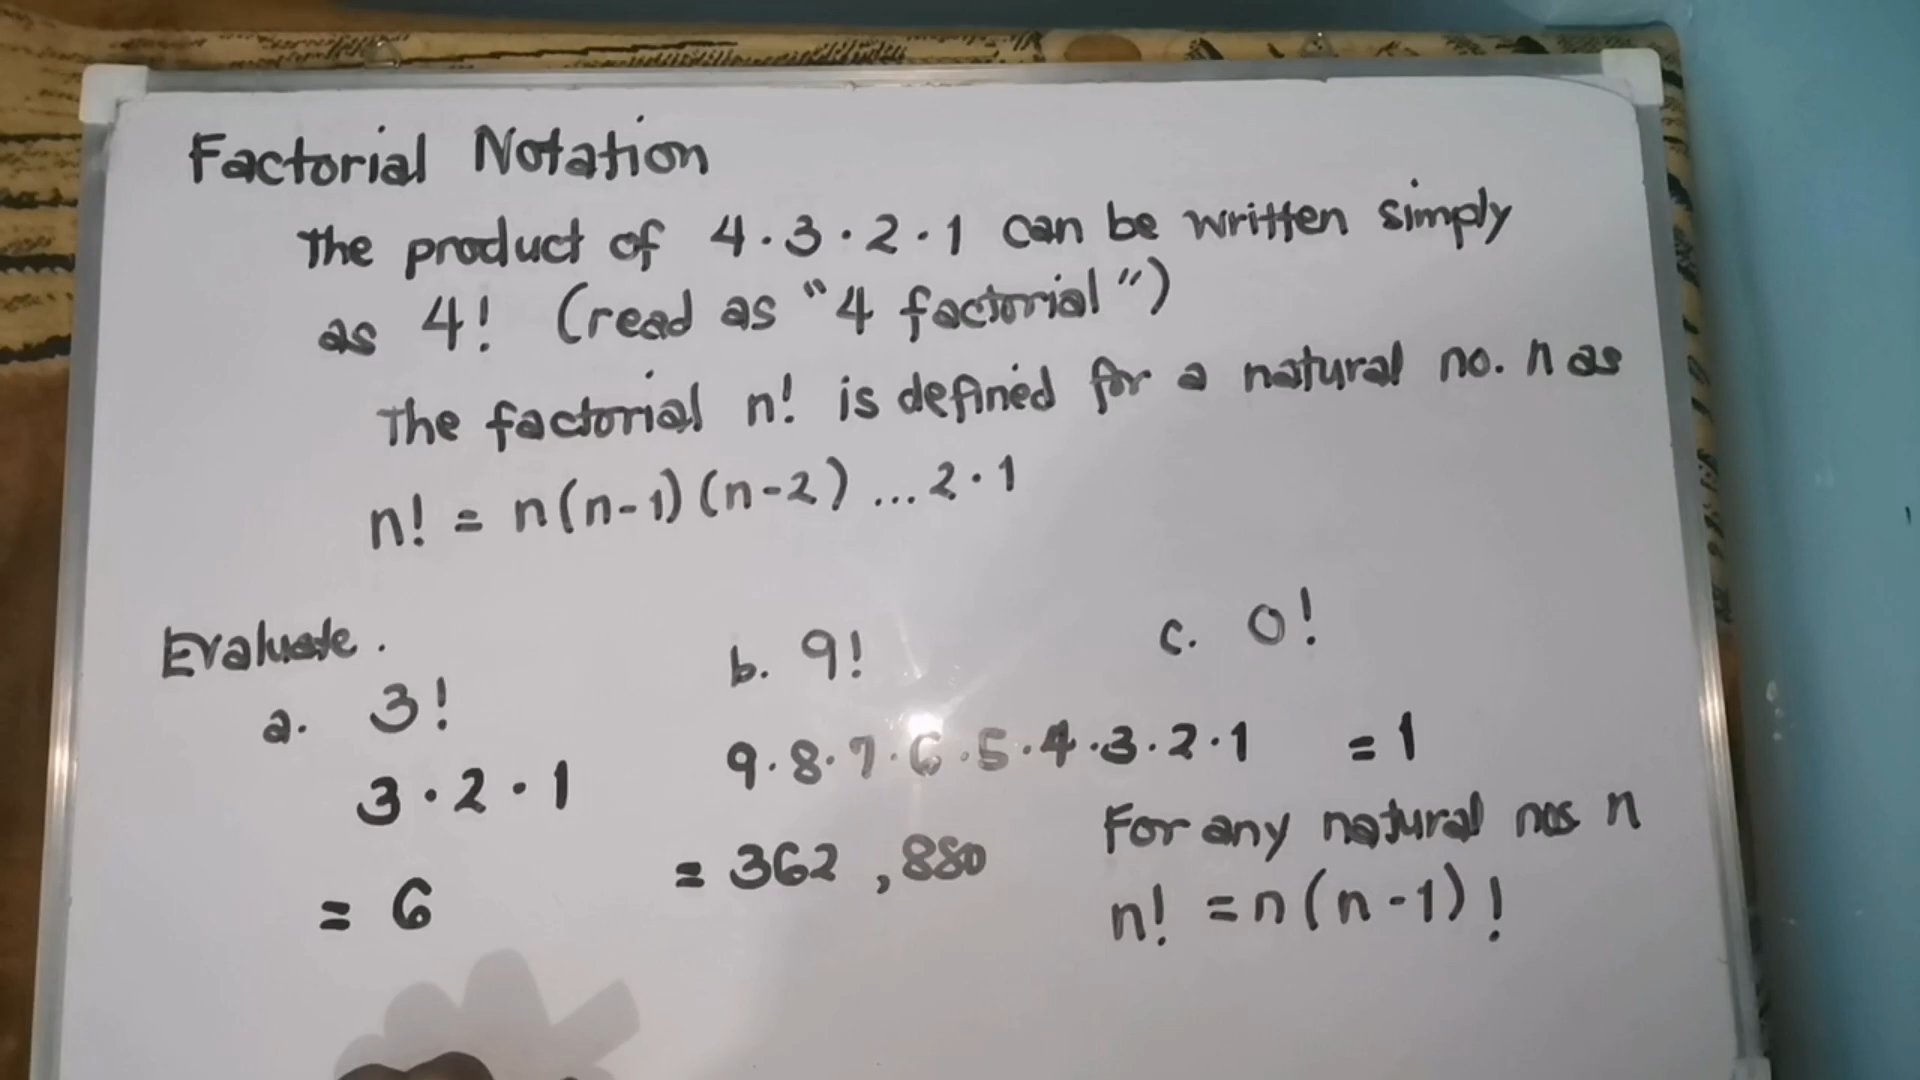 Factorial Notation
The product of 4·3·2·1 can be written simply
as 4! (read as "4 factorial")
The factorial n! is defined for a natural no. n as
n! = n(n-1)(n-2)...2·1
Evaluate.
a. 3!
3·2·1
= 6
b. 9!
9·8·7·6·5·4·3·2·1
= 362,880
c. 0!
= 1
For any natural nos n
n! = n(n-1)!